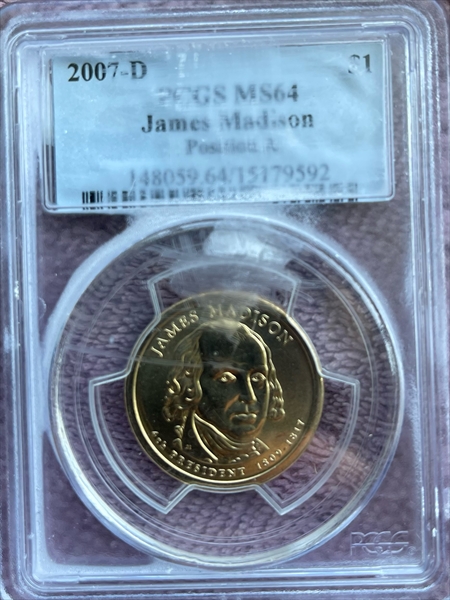 2007-D $1
PCGS MS64
James Madison
Position A
148059.64/15179592
JAMES MADISON
4th PRESIDENT 1809-1817
PCGS